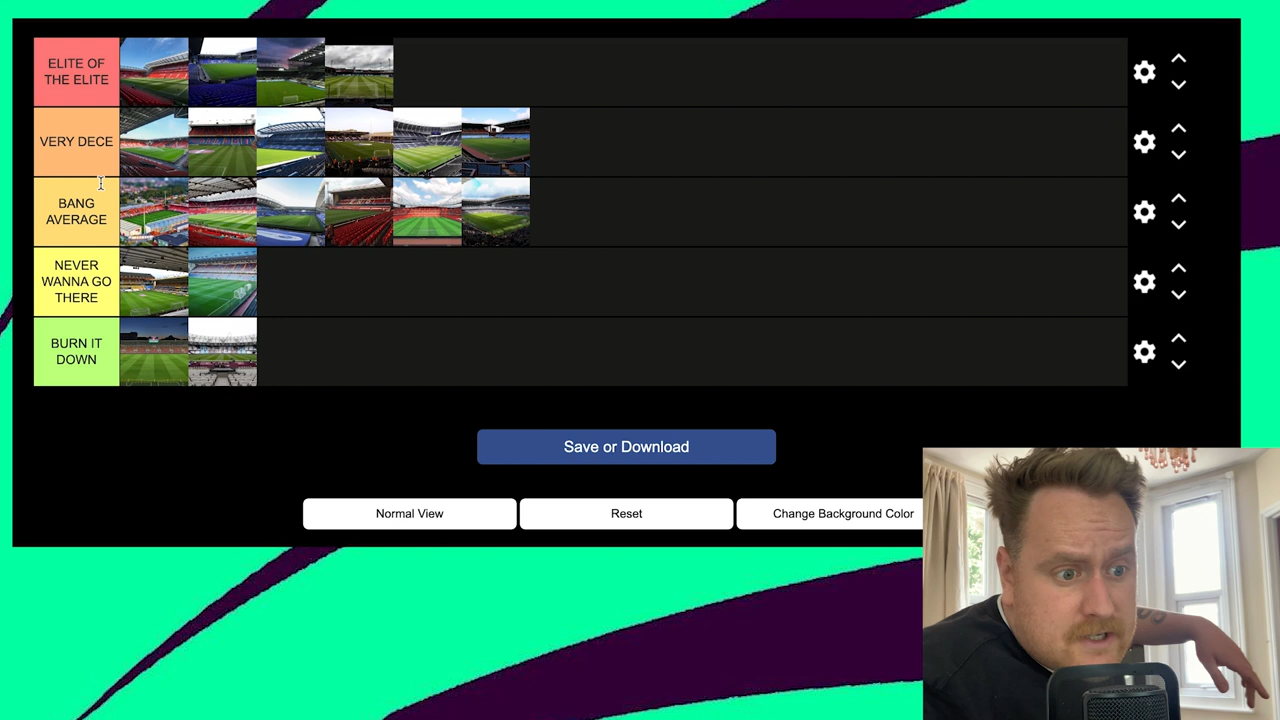 ELITE OF
THE ELITE
VERY DECE
BANG
AVERAGE
NEVER
WANNA GO
THERE
BURN IT
DOWN
Save or Download
Normal View
Reset
Change Background Color